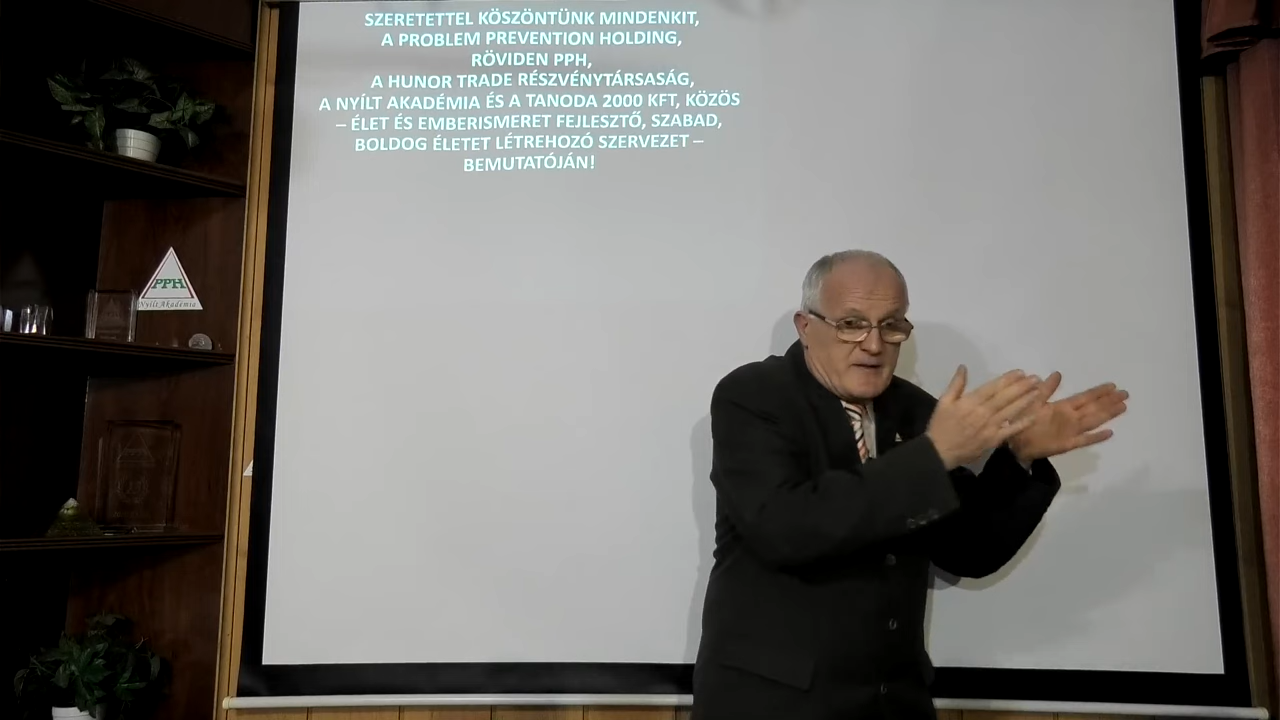 SZERETETTEL KÖSZÖNTÜNK MINDENKIT,
A PROBLEM PREVENTION HOLDING,
RÖVIDEN PPH,
A HUNOR TRADE RÉSZVÉNYTÁRSASÁG,
A NYÍLT AKADÉMIA ÉS A TANODA 2000 KFT, KÖZÖS
– ÉLET ÉS EMBERISMERET FEJLESZTŐ, SZABAD,
BOLDOG ÉLETET LÉTREHOZÓ SZERVEZET –
BEMUTATÓJÁN!
PPH
Nyílt Akadémia